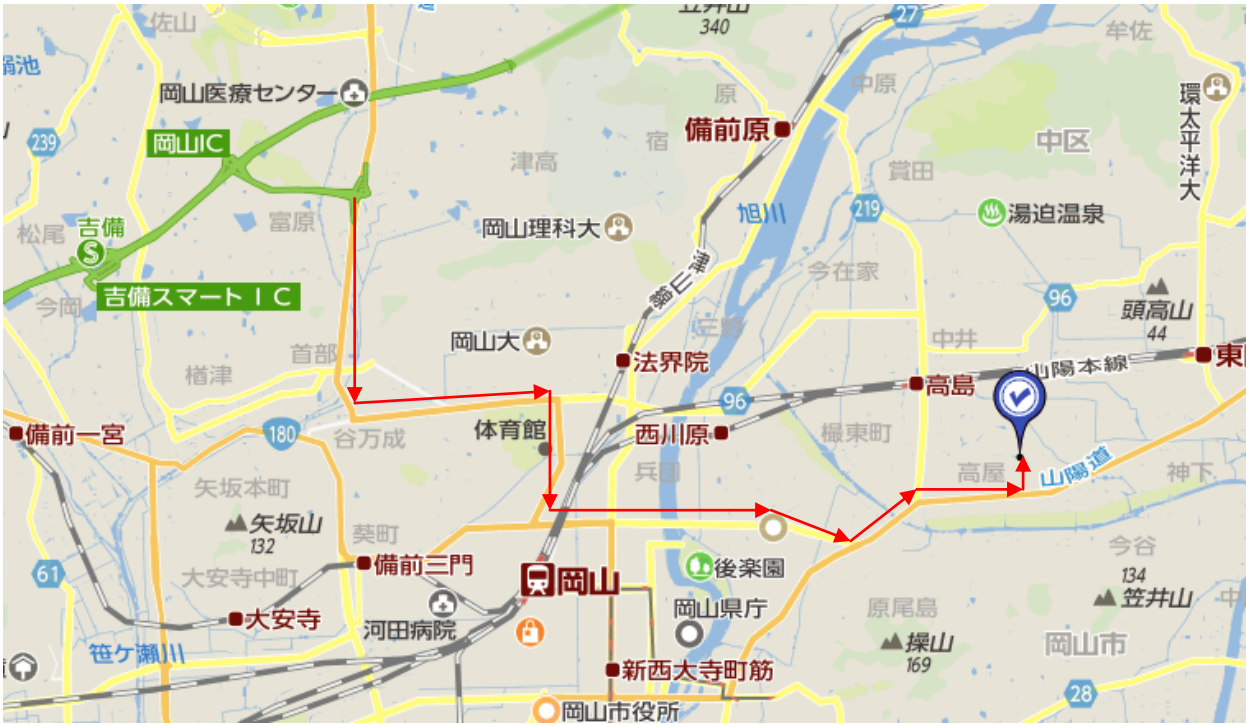 佐山
笠井山
340
27
牟佐
239
岡山医療センター
岡山IC
津高
宿
原
備前原
中原
中区
環太平洋大
賞田
松尾
吉備
S
富原
岡山理科大
旭川
219
湯迫温泉
今岡
吉備スマートＩＣ
津山線
今在家
96
頭高山
44
首部
楢津
岡山大
三野
法界院
中井
山陽本線
高島
96
備前一宮
180
谷万成
体育館
西川原
撮東町
兵団
高屋
山陽道
神下
矢坂本町
矢坂山
132
葵町
今谷
61
大安寺中町
備前三門
岡山
後楽園
134
笠井山
大安寺
河田病院
岡山県庁
原尾島
操山
169
岡山市
笹ケ瀬川
新西大寺町筋
28
岡山市役所